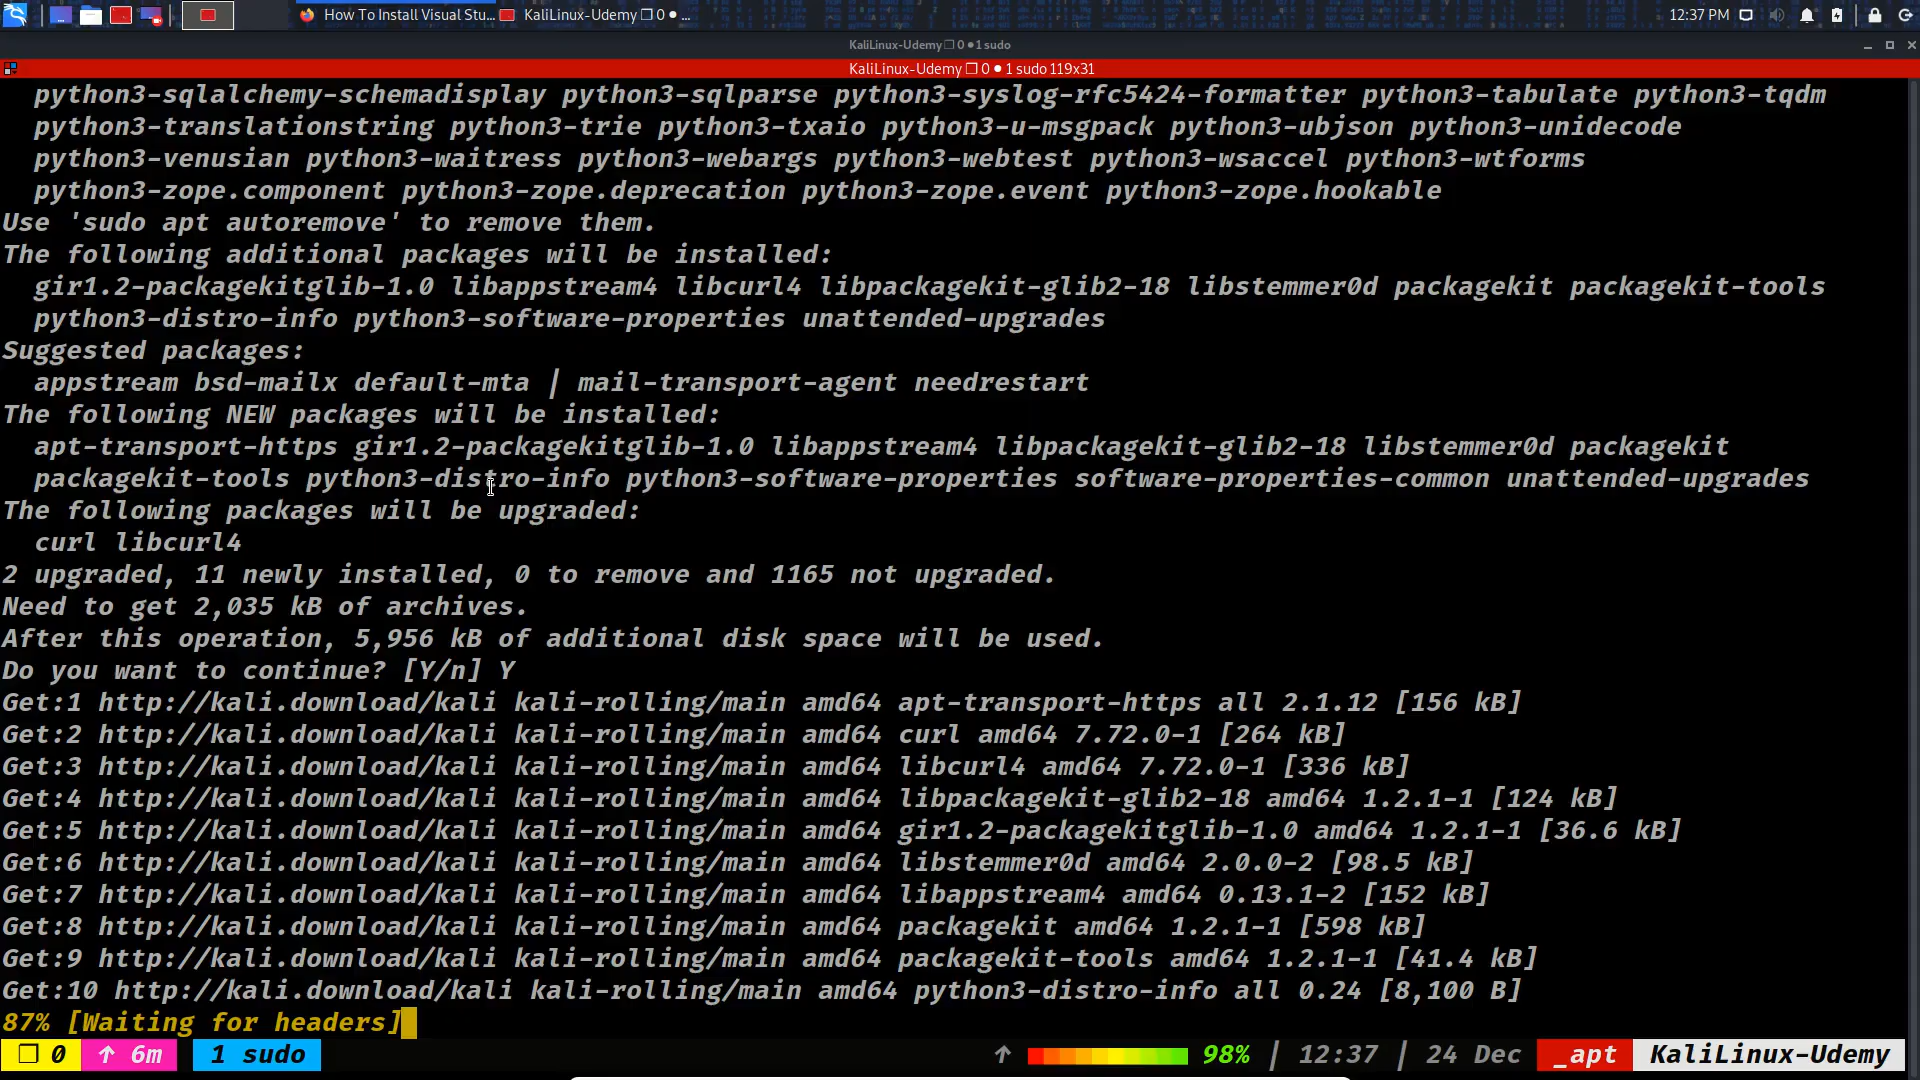 How To Install Visual Stu... KaliLinux-Udemy ❐ 0 ● ... 12:37 PM
KaliLinux-Udemy ❐ 0 ● 1 sudo
KaliLinux-Udemy ❐ 0 ● 1 sudo 119x31
python3-sqlalchemy-schemadisplay python3-sqlparse python3-syslog-rfc5424-formatter python3-tabulate python3-tqdm
python3-translationstring python3-trie python3-txaio python3-u-msgpack python3-ubjson python3-unidecode
python3-venusian python3-waitress python3-webargs python3-webtest python3-wsaccel python3-wtforms
python3-zope.component python3-zope.deprecation python3-zope.event python3-zope.hookable
Use 'sudo apt autoremove' to remove them.
The following additional packages will be installed:
gir1.2-packagekitglib-1.0 libappstream4 libcurl4 libpackagekit-glib2-18 libstemmer0d packagekit packagekit-tools
python3-distro-info python3-software-properties unattended-upgrades
Suggested packages:
appstream bsd-mailx default-mta | mail-transport-agent needrestart
The following NEW packages will be installed:
apt-transport-https gir1.2-packagekitglib-1.0 libappstream4 libpackagekit-glib2-18 libstemmer0d packagekit
packagekit-tools python3-distro-info python3-software-properties software-properties-common unattended-upgrades
The following packages will be upgraded:
curl libcurl4
2 upgraded, 11 newly installed, 0 to remove and 1165 not upgraded.
Need to get 2,035 kB of archives.
After this operation, 5,956 kB of additional disk space will be used.
Do you want to continue? [Y/n] Y
Get:1 http://kali.download/kali kali-rolling/main amd64 apt-transport-https all 2.1.12 [156 kB]
Get:2 http://kali.download/kali kali-rolling/main amd64 curl amd64 7.72.0-1 [264 kB]
Get:3 http://kali.download/kali kali-rolling/main amd64 libcurl4 amd64 7.72.0-1 [336 kB]
Get:4 http://kali.download/kali kali-rolling/main amd64 libpackagekit-glib2-18 amd64 1.2.1-1 [124 kB]
Get:5 http://kali.download/kali kali-rolling/main amd64 gir1.2-packagekitglib-1.0 amd64 1.2.1-1 [36.6 kB]
Get:6 http://kali.download/kali kali-rolling/main amd64 libstemmer0d amd64 2.0.0-2 [98.5 kB]
Get:7 http://kali.download/kali kali-rolling/main amd64 libappstream4 amd64 0.13.1-2 [152 kB]
Get:8 http://kali.download/kali kali-rolling/main amd64 packagekit amd64 1.2.1-1 [598 kB]
Get:9 http://kali.download/kali kali-rolling/main amd64 packagekit-tools amd64 1.2.1-1 [41.4 kB]
Get:10 http://kali.download/kali kali-rolling/main amd64 python3-distro-info all 0.24 [8,100 B]
87% [Waiting for headers]
❐ 0 ↑ 6m 1 sudo ↑ 98% | 12:37 | 24 Dec _apt KaliLinux-Udemy